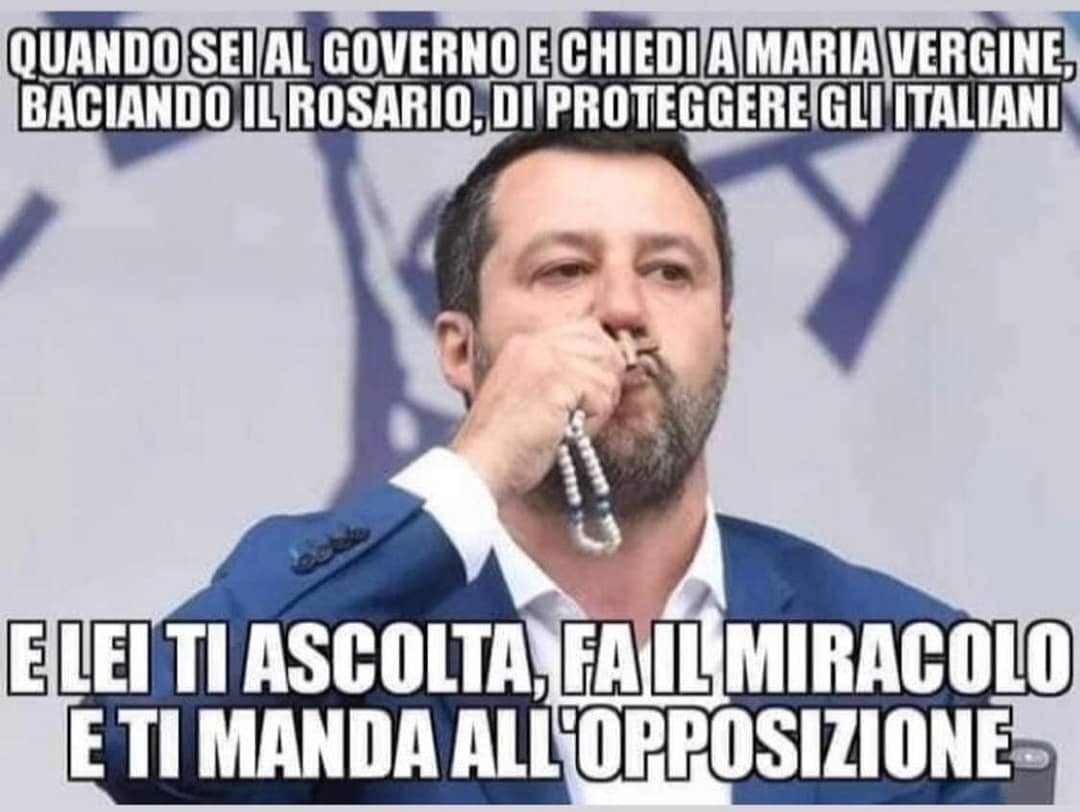 QUANDO SEI AL GOVERNO E CHIEDI A MARIA VERGINE,
BACIANDO IL ROSARIO, DI PROTEGGERE GLI ITALIANI
E LEI TI ASCOLTA, FA IL MIRACOLO
E TI MANDA ALL'OPPOSIZIONE